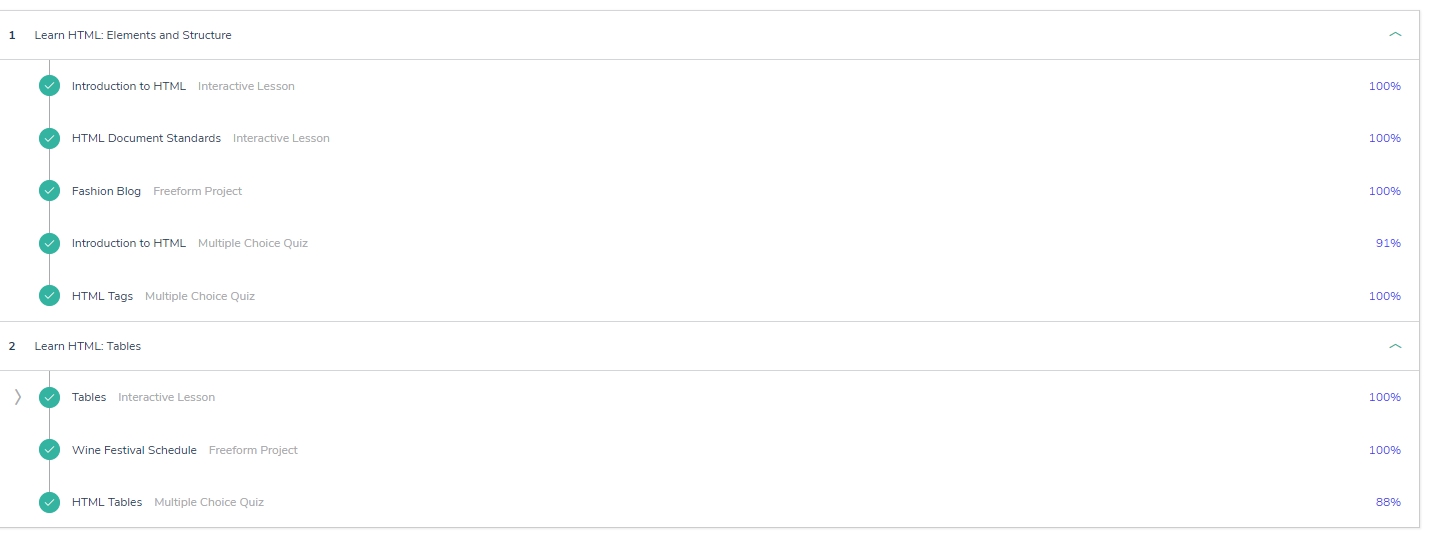 1 Learn HTML: Elements and Structure
Introduction to HTML Interactive Lesson 100%
HTML Document Standards Interactive Lesson 100%
Fashion Blog Freeform Project 100%
Introduction to HTML Multiple Choice Quiz 91%
HTML Tags Multiple Choice Quiz 100%
2 Learn HTML: Tables
Tables Interactive Lesson 100%
Wine Festival Schedule Freeform Project 100%
HTML Tables Multiple Choice Quiz 88%